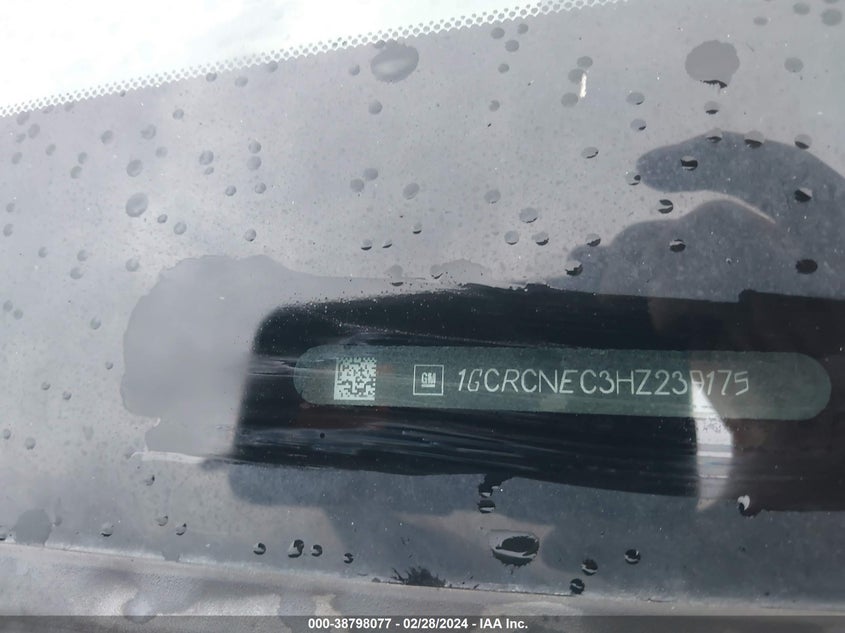 GM 1GCRCNEC3HZ239175
000-38798077 - 02/28/2024 - IAA Inc.